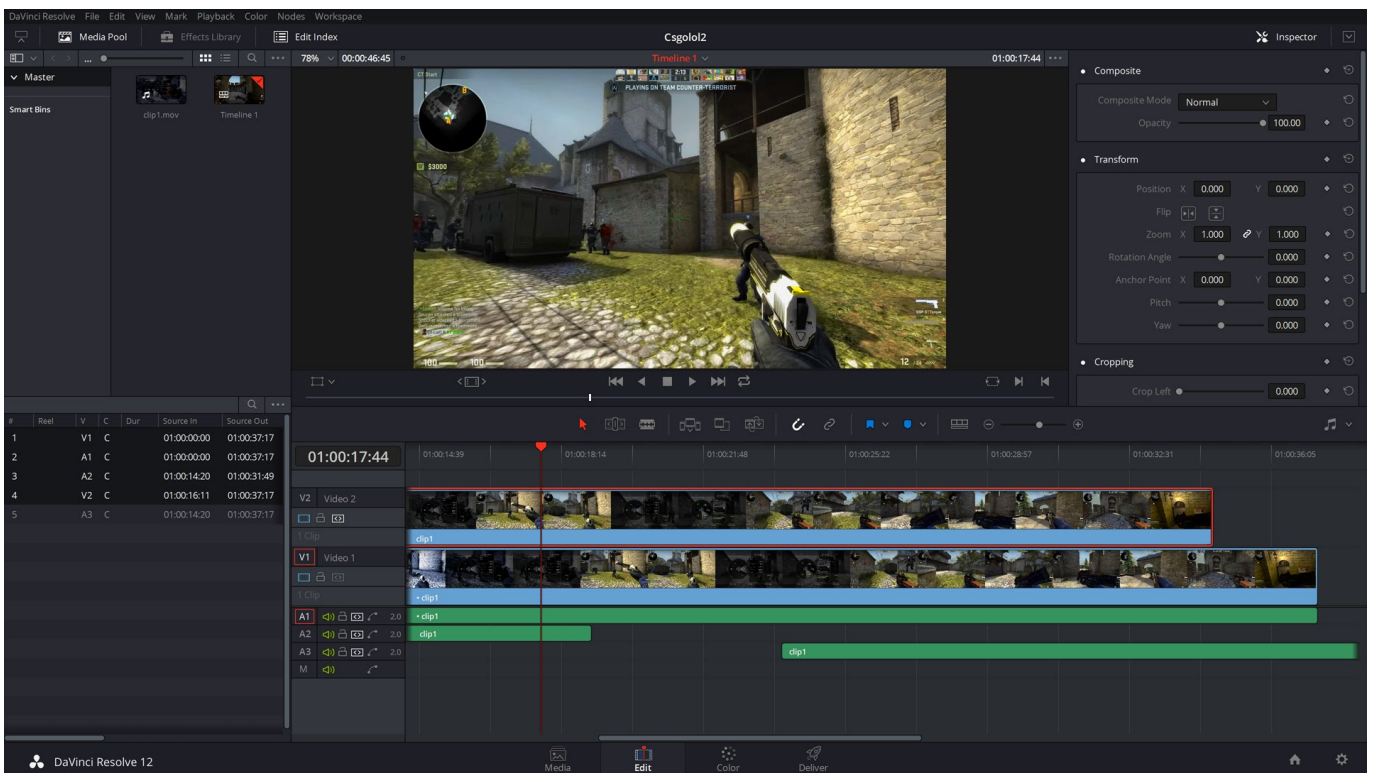 DaVinci Resolve File Edit View Mark Playback Color Nodes Workspace
Media Pool Effects Library Edit Index Csgolol2 Inspector
... 78% 00:00:46:45 Timeline 1 01:00:17:44
Master
Smart Bins
clip1.mov Timeline 1
CT Start
B
2:13
PLAYING ON TEAM COUNTER-TERRORIST
$3000
100 100
12 / 24
Composite
Composite Mode Normal
Opacity 100.00
Transform
Position X 0.000 Y 0.000
Flip
Zoom X 1.000 Y 1.000
Rotation Angle 0.000
Anchor Point X 0.000 Y 0.000
Pitch 0.000
Yaw 0.000
Cropping
Crop Left 0.000
# Reel V C Dur Source In Source Out
1 V1 C 01:00:00:00 01:00:37:17
2 A1 C 01:00:00:00 01:00:37:17
3 A2 C 01:00:14:20 01:00:31:49
4 V2 C 01:00:16:11 01:00:37:17
5 A3 C 01:00:14:20 01:00:37:17
01:00:17:44 01:00:14:39 01:00:18:14 01:00:21:48 01:00:25:22 01:00:28:57 01:00:32:31 01:00:36:05
V2 Video 2
1 Clip clip1
V1 Video 1
1 Clip • clip1
A1 2.0 • clip1
A2 2.0 clip1
A3 2.0 clip1
M
DaVinci Resolve 12 Media Edit Color Deliver